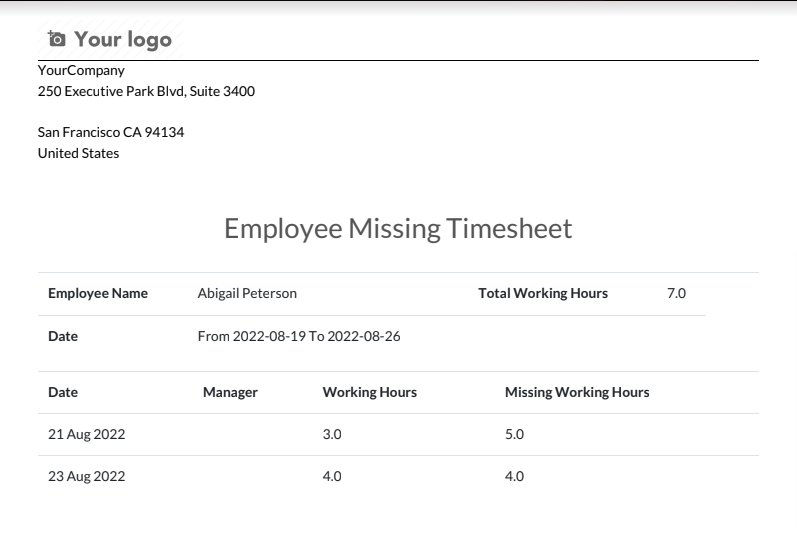 Your logo
YourCompany
250 Executive Park Blvd, Suite 3400
San Francisco CA 94134
United States
Employee Missing Timesheet
Employee Name Abigail Peterson Total Working Hours 7.0
Date From 2022-08-19 To 2022-08-26
Date Manager Working Hours Missing Working Hours
21 Aug 2022 3.0 5.0
23 Aug 2022 4.0 4.0